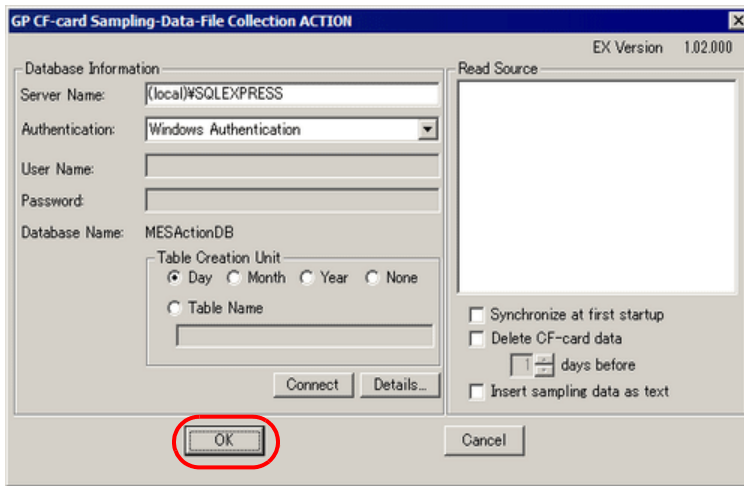 GP CF-card Sampling-Data-File Collection ACTION
EX Version 1.02.000
Database Information
Server Name: (local)¥SQLEXPRESS
Authentication: Windows Authentication
User Name:
Password:
Database Name: MESActionDB
Table Creation Unit
Day Month Year None
Table Name
Connect Details...
Read Source
Synchronize at first startup
Delete CF-card data
1 days before
Insert sampling data as text
OK Cancel